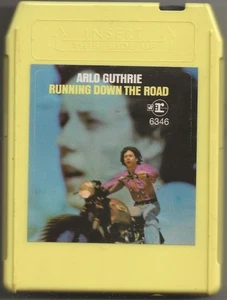 ARLO GUTHRIE
RUNNING DOWN THE ROAD
r
6346